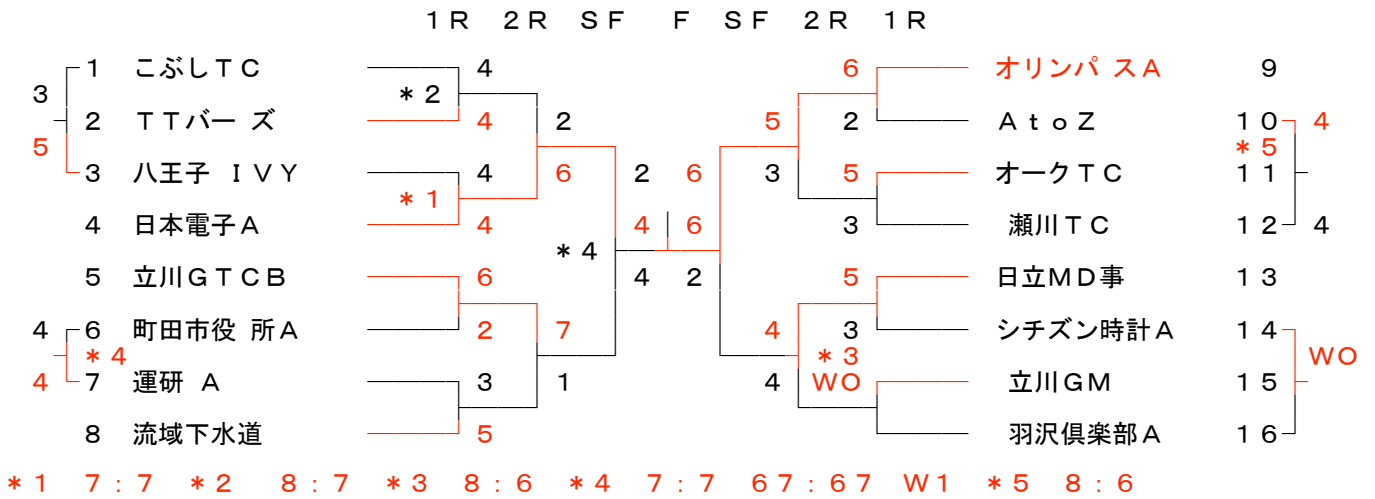 １Ｒ ２Ｒ ＳＦ Ｆ ＳＦ ２Ｒ １Ｒ
１ こぶしＴＣ ４ ６ オリンパ スＡ ９
３ ＊２
２ ＴＴバー ズ ４ ２ ５ ２ ＡｔｏＺ １０ ４
５ ＊５
３ 八王子 ＩＶＹ ４ ６ ２ ６ ３ ５ オークＴＣ １１
＊１
４ 日本電子Ａ ４ ４ ６ ３ 瀬川ＴＣ １２ ４
＊４
５ 立川ＧＴＣＢ ６ ４ ２ ５ 日立ＭＤ事 １３
４ ６ 町田市役 所Ａ ２ ７ ４ ３ シチズン時計Ａ １４
＊４ ＊３ ＷＯ
４ ７ 運研 Ａ ３ １ ４ ＷＯ 立川ＧＭ １５
８ 流域下水道 ５ 羽沢倶楽部Ａ １６
＊１ ７：７ ＊２ ８：７ ＊３ ８：６ ＊４ ７：７ ６７：６７ Ｗ１ ＊５ ８：６